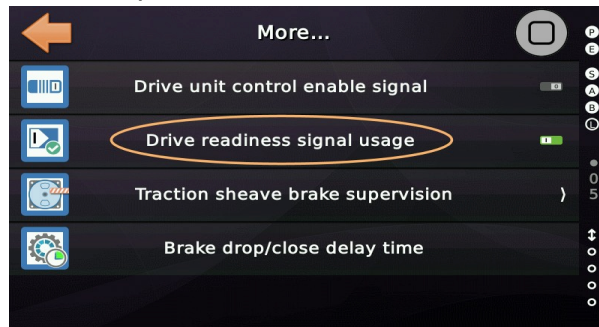 More...
P
E
Drive unit control enable signal
S
A
B
L
Drive readiness signal usage
Traction sheave brake supervision
0
5
Brake drop/close delay time